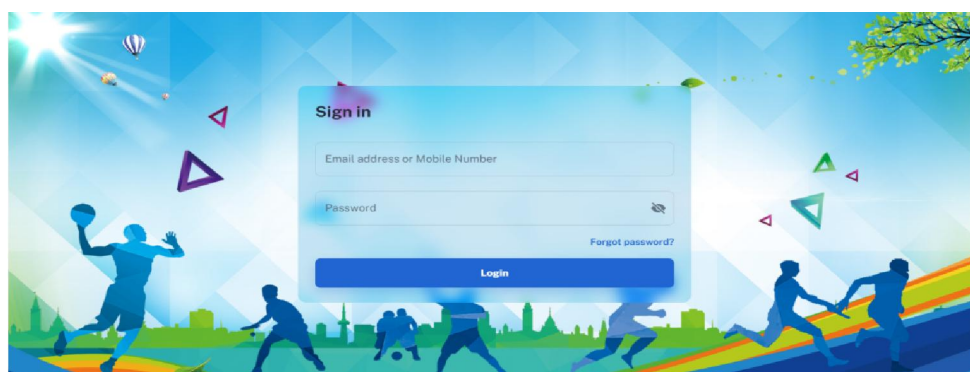 Sign in
Email address or Mobile Number
Password
Forgot password?
Login